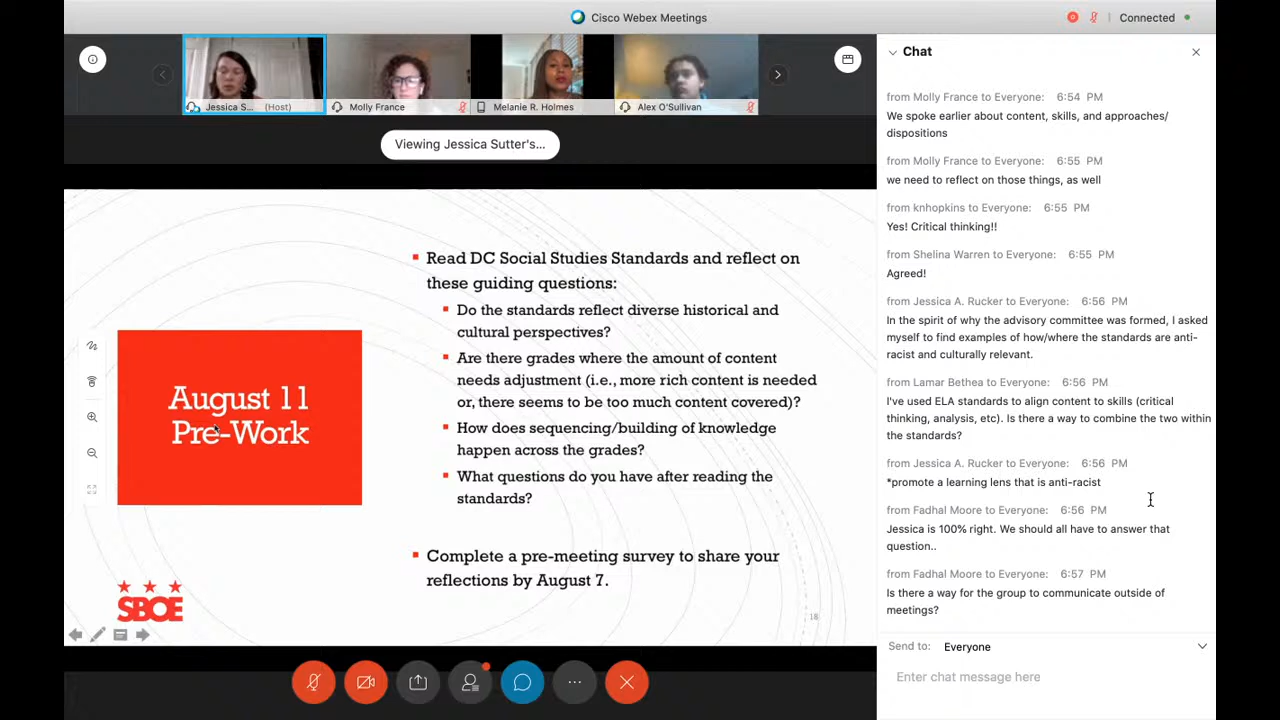 Cisco Webex Meetings
Connected
Jessica S... (Host)
Molly France
Melanie R. Holmes
Alex O'Sullivan
Viewing Jessica Sutter's...
August 11
Pre-Work
Read DC Social Studies Standards and reflect on
these guiding questions:
Do the standards reflect diverse historical and
cultural perspectives?
Are there grades where the amount of content
needs adjustment (i.e., more rich content is needed
or, there seems to be too much content covered)?
How does sequencing/building of knowledge
happen across the grades?
What questions do you have after reading the
standards?
Complete a pre-meeting survey to share your
reflections by August 7.
SBOE
18
Chat
from Molly France to Everyone: 6:54 PM
We spoke earlier about content, skills, and approaches/
dispositions
from Molly France to Everyone: 6:55 PM
we need to reflect on those things, as well
from knhopkins to Everyone: 6:55 PM
Yes! Critical thinking!!
from Shelina Warren to Everyone: 6:55 PM
Agreed!
from Jessica A. Rucker to Everyone: 6:56 PM
In the spirit of why the advisory committee was formed, I asked
myself to find examples of how/where the standards are anti-
racist and culturally relevant.
from Lamar Bethea to Everyone: 6:56 PM
I've used ELA standards to align content to skills (critical
thinking, analysis, etc). Is there a way to combine the two within
the standards?
from Jessica A. Rucker to Everyone: 6:56 PM
*promote a learning lens that is anti-racist
from Fadhal Moore to Everyone: 6:56 PM
Jessica is 100% right. We should all have to answer that
question..
from Fadhal Moore to Everyone: 6:57 PM
Is there a way for the group to communicate outside of
meetings?
Send to: Everyone
Enter chat message here